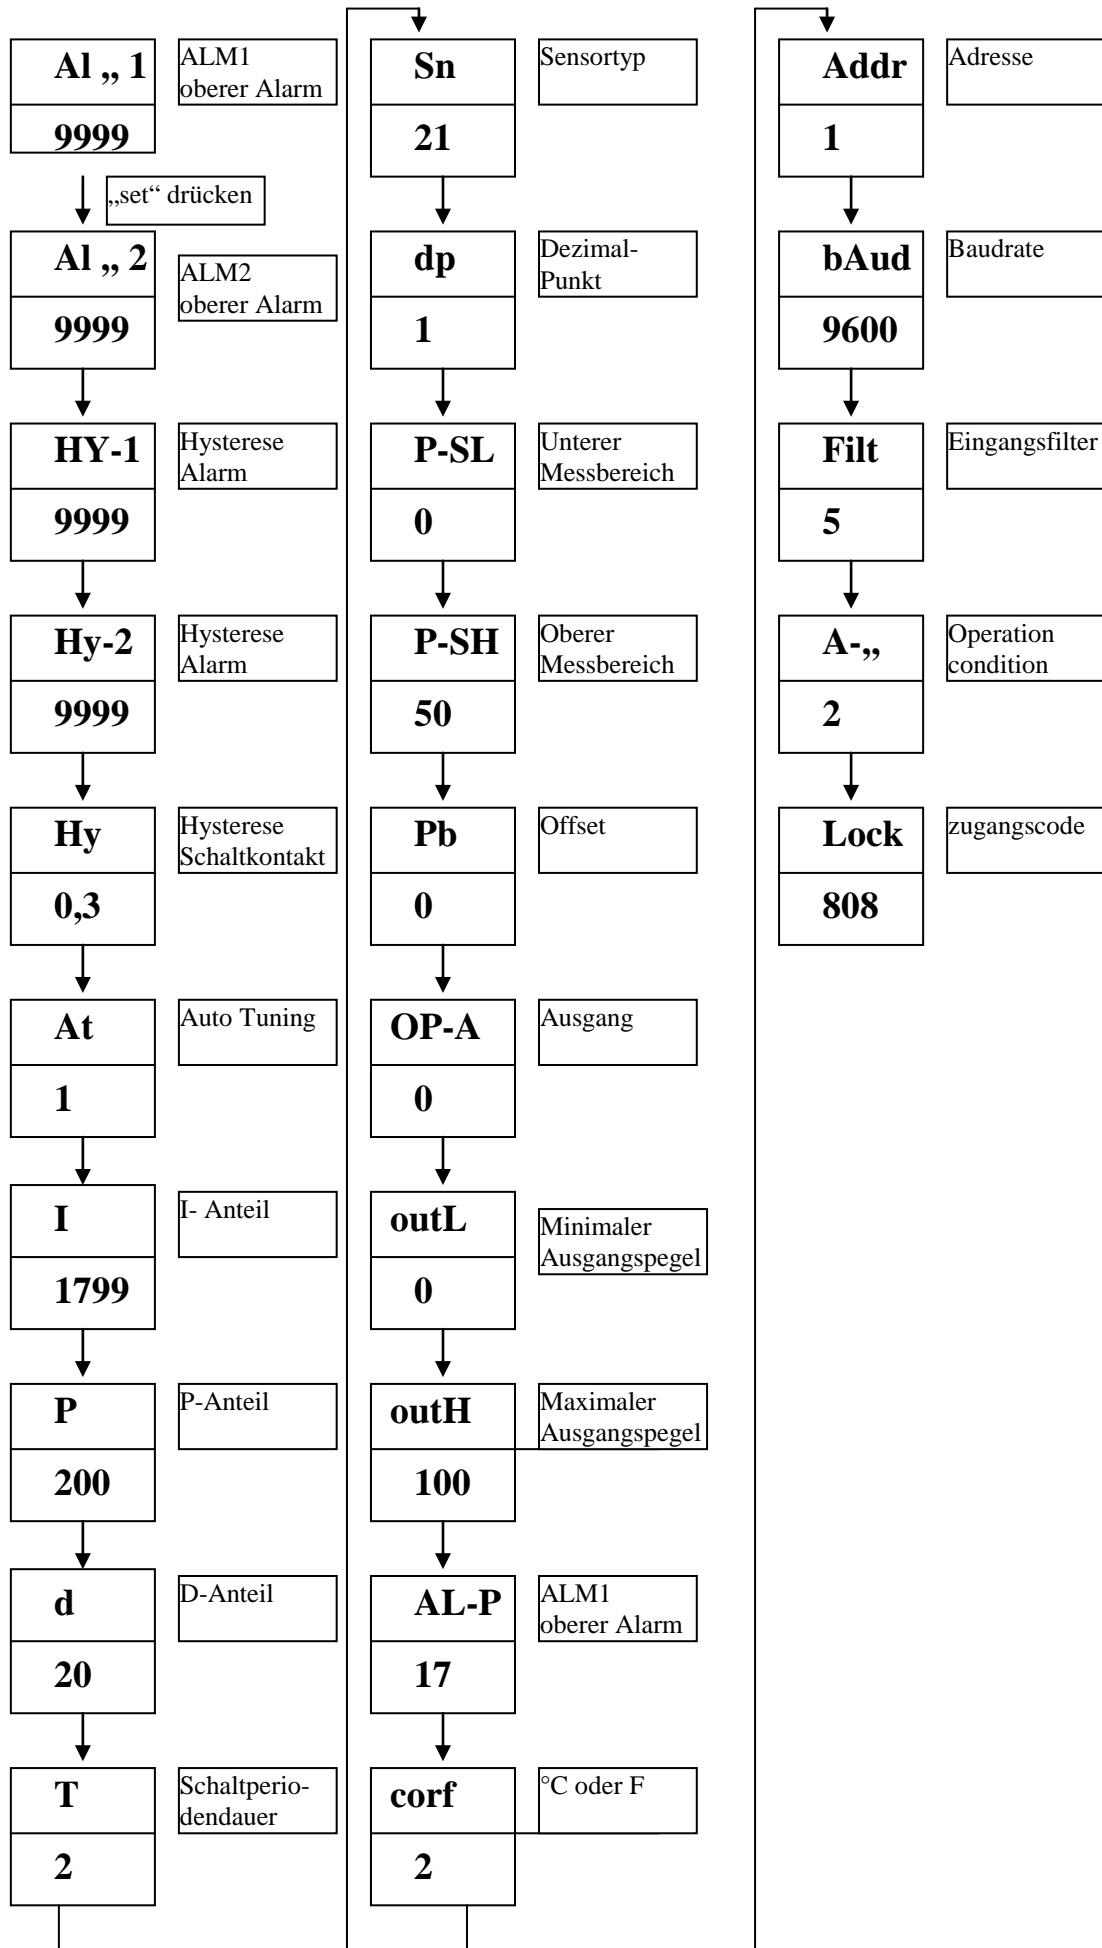 Al „ 1
ALM1
oberer Alarm
9999
„set“ drücken
Al „ 2
ALM2
oberer Alarm
9999
HY-1
Hysterese
Alarm
9999
Hy-2
Hysterese
Alarm
9999
Hy
Hysterese
Schaltkontakt
0,3
At
Auto Tuning
1
I
I- Anteil
1799
P
P-Anteil
200
d
D-Anteil
20
T
Schaltperio-
dendauer
2
Sn
Sensortyp
21
dp
Dezimal-
Punkt
1
P-SL
Unterer
Messbereich
0
P-SH
Oberer
Messbereich
50
Pb
Offset
0
OP-A
Ausgang
0
outL
Minimaler
Ausgangspegel
0
outH
Maximaler
Ausgangspegel
100
AL-P
ALM1
oberer Alarm
17
corf
°C oder F
2
Addr
Adresse
1
bAud
Baudrate
9600
Filt
Eingangsfilter
5
A-„
Operation
condition
2
Lock
zugangscode
808